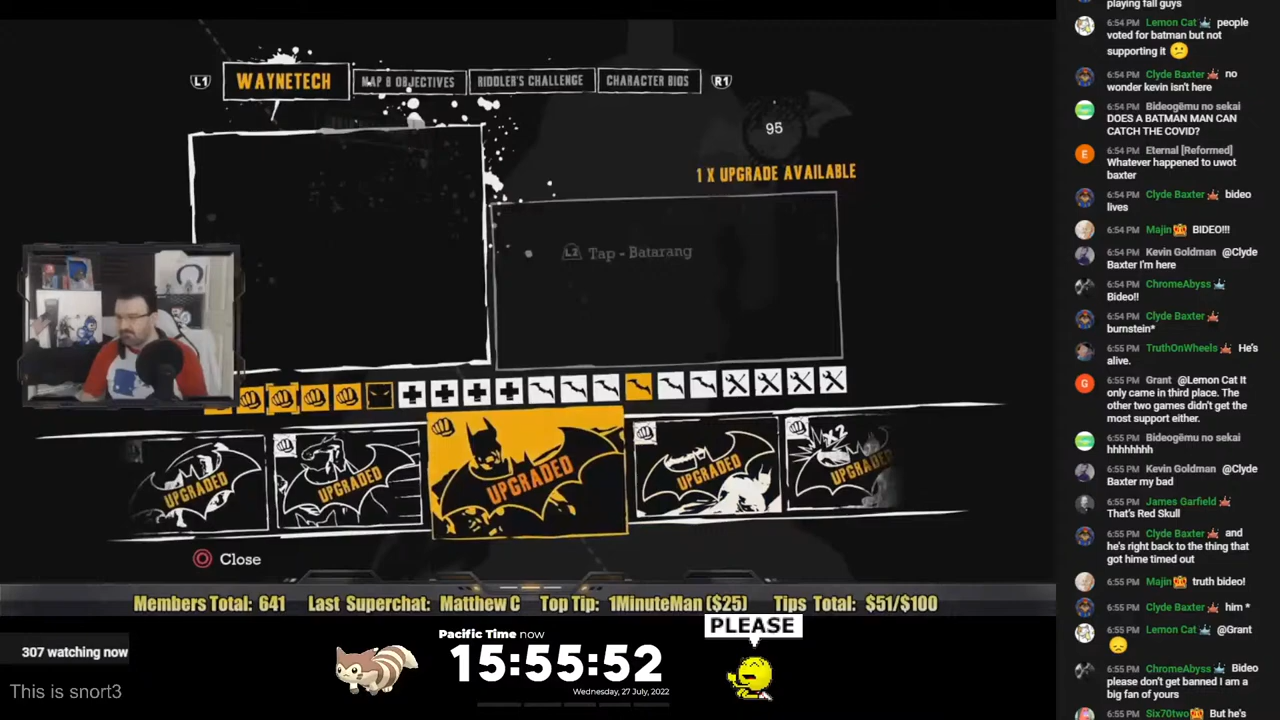 L1 WAYNETECH MAP & OBJECTIVES RIDDLER'S CHALLENGE CHARACTER BIOS R1
95
1 X UPGRADE AVAILABLE
L2 Tap - Batarang
UPGRADED UPGRADED UPGRADED UPGRADED X2 UPGRADED
Close
Members Total: 641 Last Superchat: Matthew C Top Tip: 1MinuteMan ($25) Tips Total: $51/$100
307 watching now
This is snort3
Pacific Time now
15:55:52
Wednesday, 27 July, 2022
PLEASE
playing fall guys
6:54 PM Lemon Cat people
voted for batman but not
supporting it
6:54 PM Clyde Baxter no
wonder kevin isn't here
6:54 PM Bideogēmu no sekai
DOES A BATMAN MAN CAN
CATCH THE COVID?
E 6:54 PM Eternal [Reformed]
Whatever happened to uwot
baxter
6:54 PM Clyde Baxter bideo
lives
6:54 PM Majin BIDEO!!!
6:54 PM Kevin Goldman @Clyde
Baxter I'm here
6:54 PM ChromeAbyss
Bideo!!
6:54 PM Clyde Baxter
burnstein*
6:55 PM TruthOnWheels He's
alive.
G 6:55 PM Grant @Lemon Cat It
only came in third place. The
other two games didn't get the
most support either.
6:55 PM Bideogēmu no sekai
hhhhhhhh
6:55 PM Kevin Goldman @Clyde
Baxter my bad
6:55 PM James Garfield
That's Red Skull
6:55 PM Clyde Baxter and
he's right back to the thing that
got hime timed out
6:55 PM Majin truth bideo!
6:55 PM Clyde Baxter him *
6:55 PM Lemon Cat @Grant
6:55 PM ChromeAbyss Bideo
please don't get banned I am a
big fan of yours
6:55 PM Six70two But he's